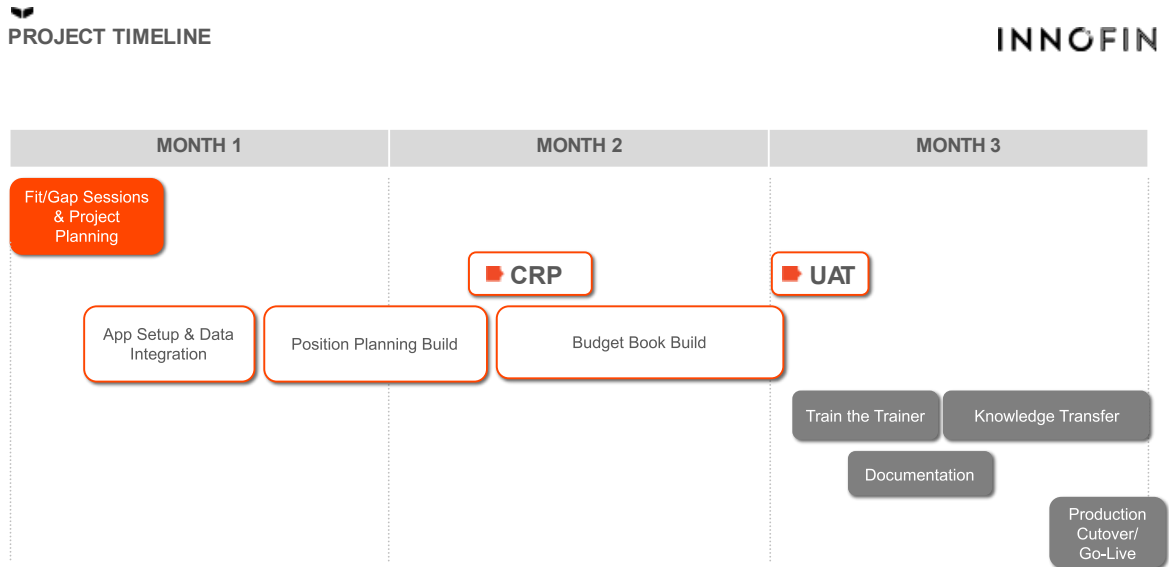 PROJECT TIMELINE
INNOFIN
MONTH 1
MONTH 2
MONTH 3
Fit/Gap Sessions
& Project
Planning
CRP
UAT
App Setup & Data
Integration
Position Planning Build
Budget Book Build
Train the Trainer
Knowledge Transfer
Documentation
Production
Cutover/
Go-Live